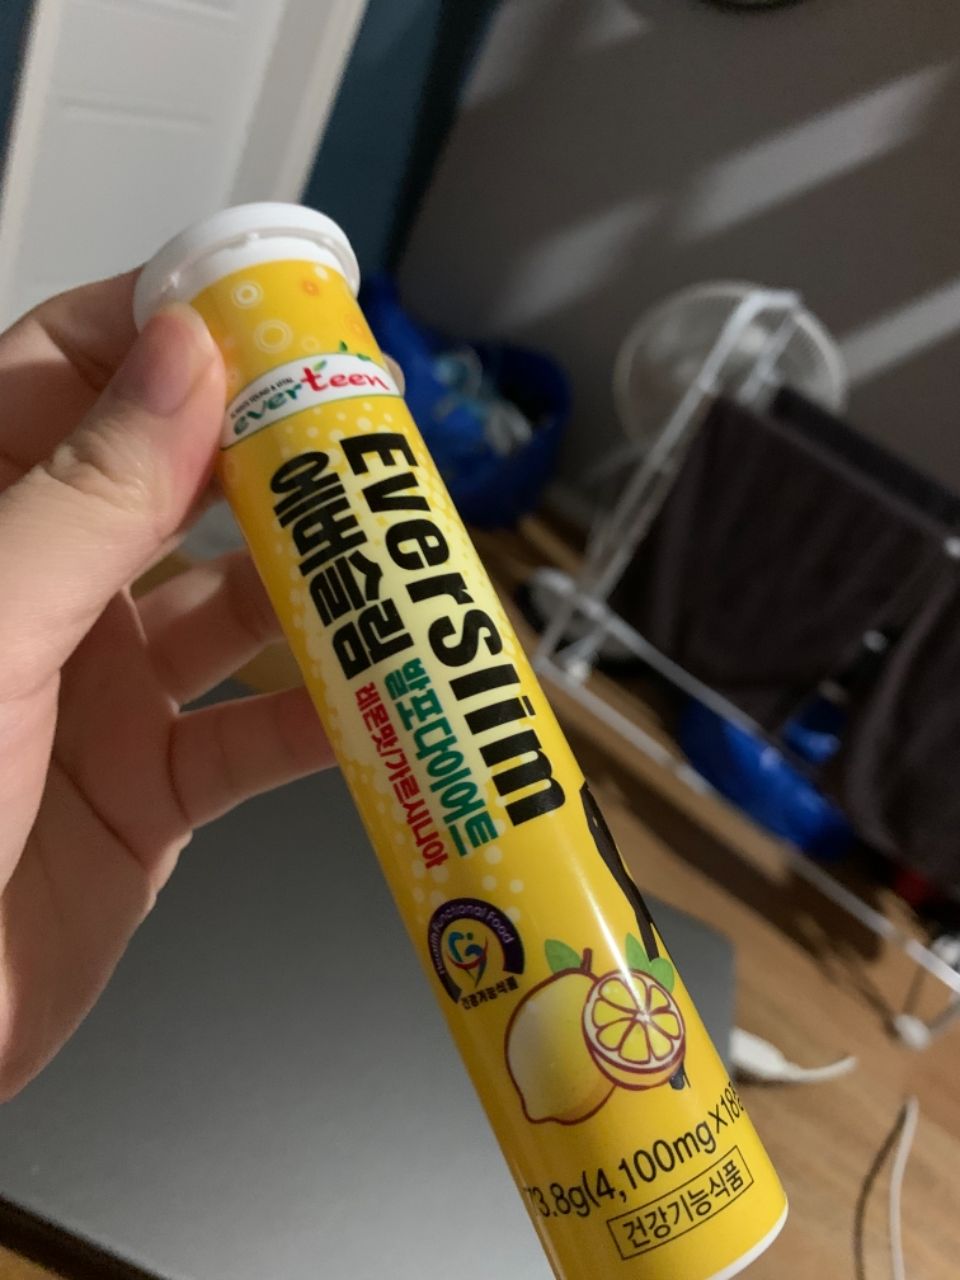 everteen
Everslim
에버슬림
발포다이어트
레몬맛/가르시니아
Health Functional Food
건강기능식품
73.8g(4,100mg x 18
건강기능식품